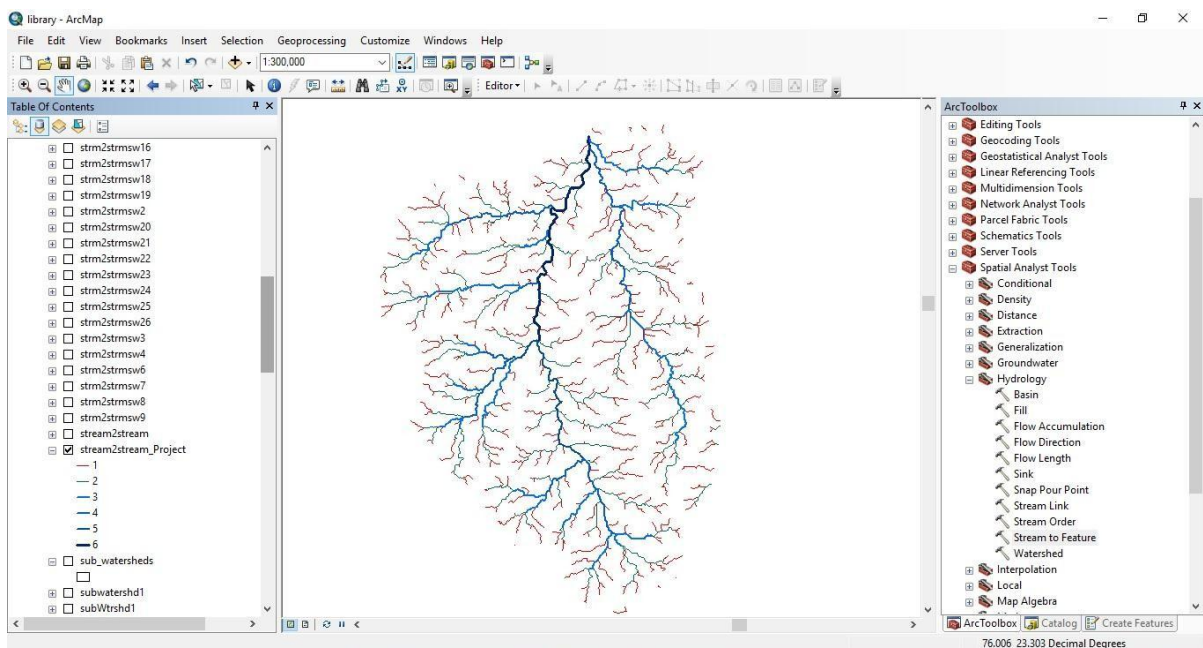 library - ArcMap
File Edit View Bookmarks Insert Selection Geoprocessing Customize Windows Help
1:300,000
Editor
Table Of Contents
strm2strmsw16
strm2strmsw17
strm2strmsw18
strm2strmsw19
strm2strmsw2
strm2strmsw20
strm2strmsw21
strm2strmsw22
strm2strmsw23
strm2strmsw24
strm2strmsw25
strm2strmsw26
strm2strmsw3
strm2strmsw4
strm2strmsw6
strm2strmsw7
strm2strmsw8
strm2strmsw9
stream2stream
stream2stream_Project
1
2
3
4
5
6
sub_watersheds
subwatershd1
subWtrshd1
ArcToolbox
Editing Tools
Geocoding Tools
Geostatistical Analyst Tools
Linear Referencing Tools
Multidimension Tools
Network Analyst Tools
Parcel Fabric Tools
Schematics Tools
Server Tools
Spatial Analyst Tools
Conditional
Density
Distance
Extraction
Generalization
Groundwater
Hydrology
Basin
Fill
Flow Accumulation
Flow Direction
Flow Length
Sink
Snap Pour Point
Stream Link
Stream Order
Stream to Feature
Watershed
Interpolation
Local
Map Algebra
ArcToolbox Catalog Create Features
76.006 23.303 Decimal Degrees